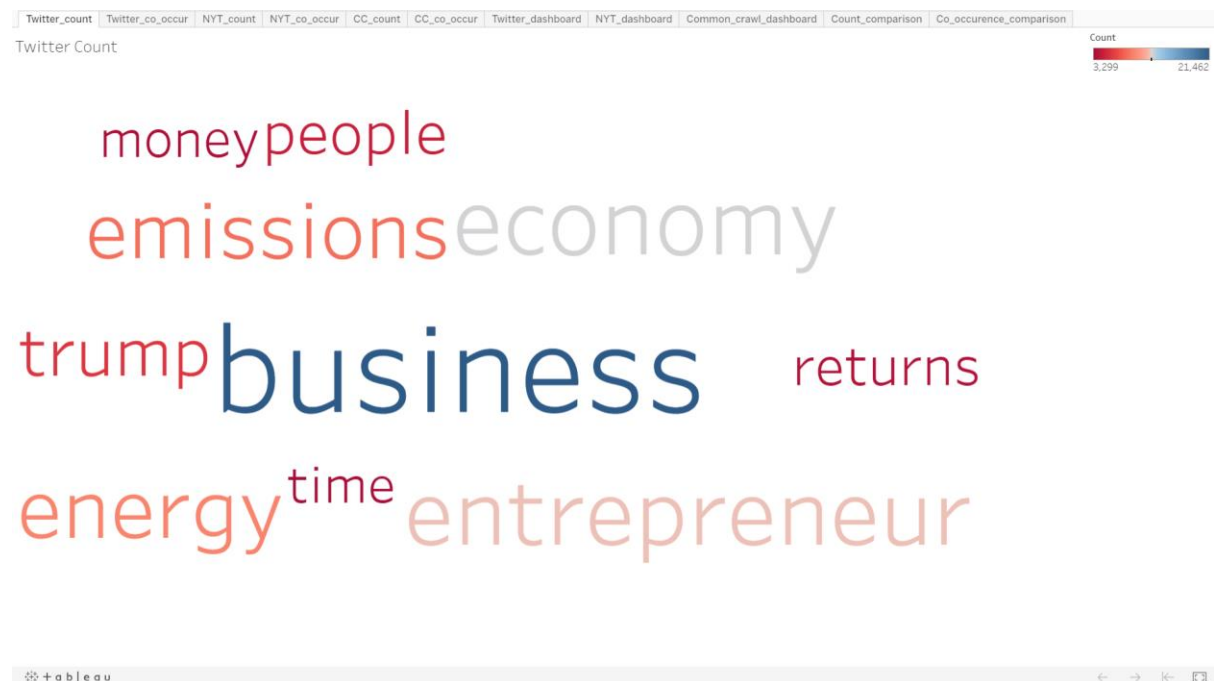 Twitter_count Twitter_co_occur NYT_count NYT_co_occur CC_count CC_co_occur Twitter_dashboard NYT_dashboard Common_crawl_dashboard Count_comparison Co_occurence_comparison
Twitter Count
Count
3,299 21,462
money people
emissions economy
trump business returns
energy time entrepreneur
+ableau